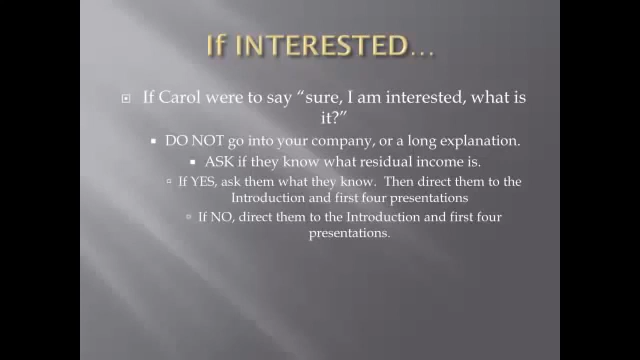 If INTERESTED…
If Carol were to say “sure, I am interested, what is
it?”
DO NOT go into your company, or a long explanation.
ASK if they know what residual income is.
If YES, ask them what they know.  Then direct them to the
Introduction and first four presentations
If NO, direct them to the Introduction and first four
presentations.